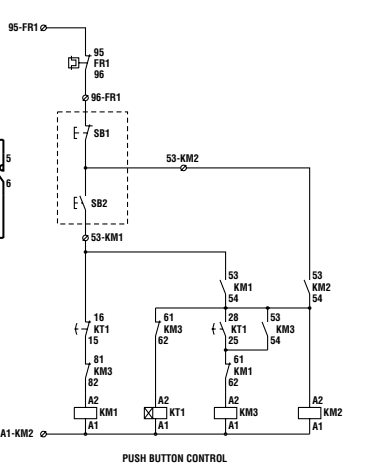 95-FR1
95
FR1
96
96-FR1
SB1
5
6
53-KM2
SB2
53-KM1
53
KM1
54
53
KM2
54
16
KT1
15
61
KM3
62
28
KT1
25
53
KM3
54
81
KM3
82
61
KM1
62
A2
KM1
A1
A2
KT1
A1
A2
KM3
A1
A2
KM2
A1
A1-KM2
PUSH BUTTON CONTROL